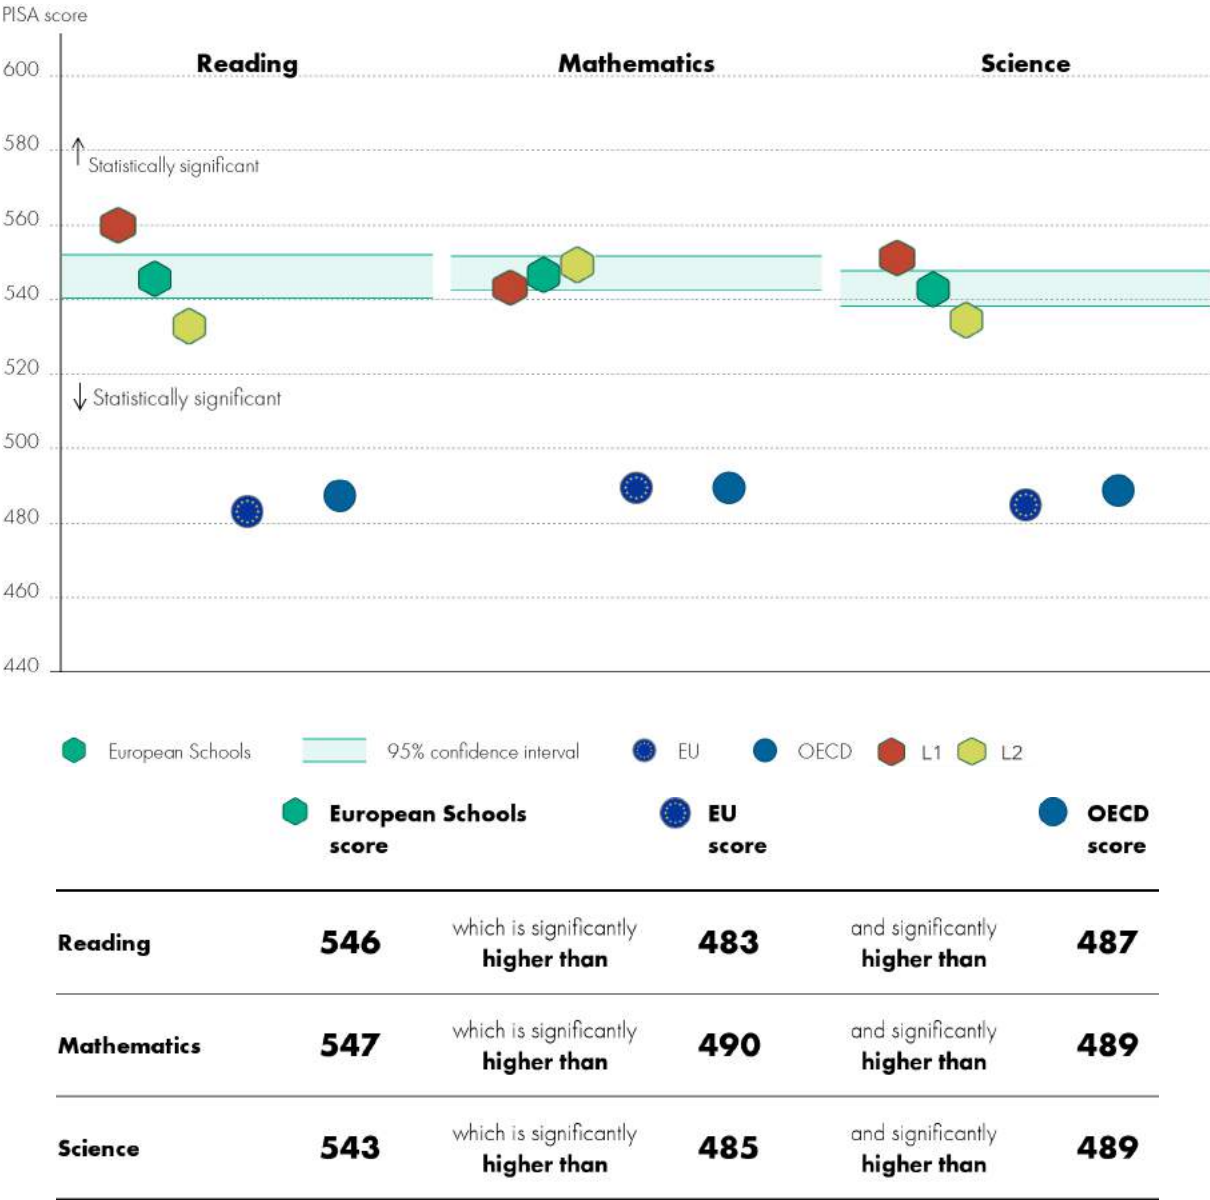 PISA score
Reading Mathematics Science
600
580
Statistically significant
560
540
520
Statistically significant
500
480
460
440
European Schools 95% confidence interval EU OECD L1 L2
European Schools EU OECD
score score score
which is significantly and significantly
Reading 546 higher than 483 higher than 487
which is significantly and significantly
Mathematics 547 higher than 490 higher than 489
which is significantly and significantly
Science 543 higher than 485 higher than 489